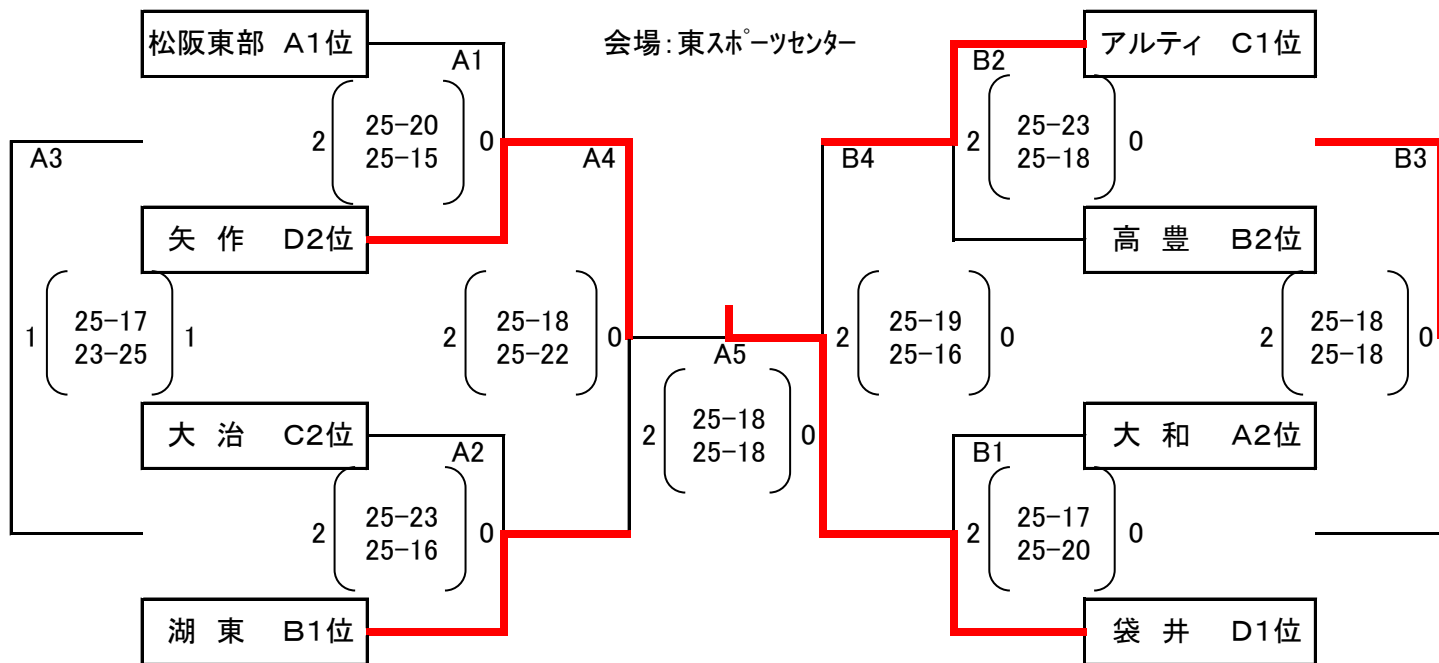 会場：東スポーツセンター
松阪東部 A1位
アルティ C1位
A1
B2
2 25-20 0
25-15
2 25-23 0
25-18
A3
A4
B4
B3
矢 作 D2位
高 豊 B2位
1 25-17 1
23-25
2 25-18 0
25-22
2 25-19 0
25-16
2 25-18 0
25-18
A5
2 25-18 0
25-18
大 治 C2位
大 和 A2位
A2
B1
2 25-23 0
25-16
2 25-17 0
25-20
湖 東 B1位
袋 井 D1位